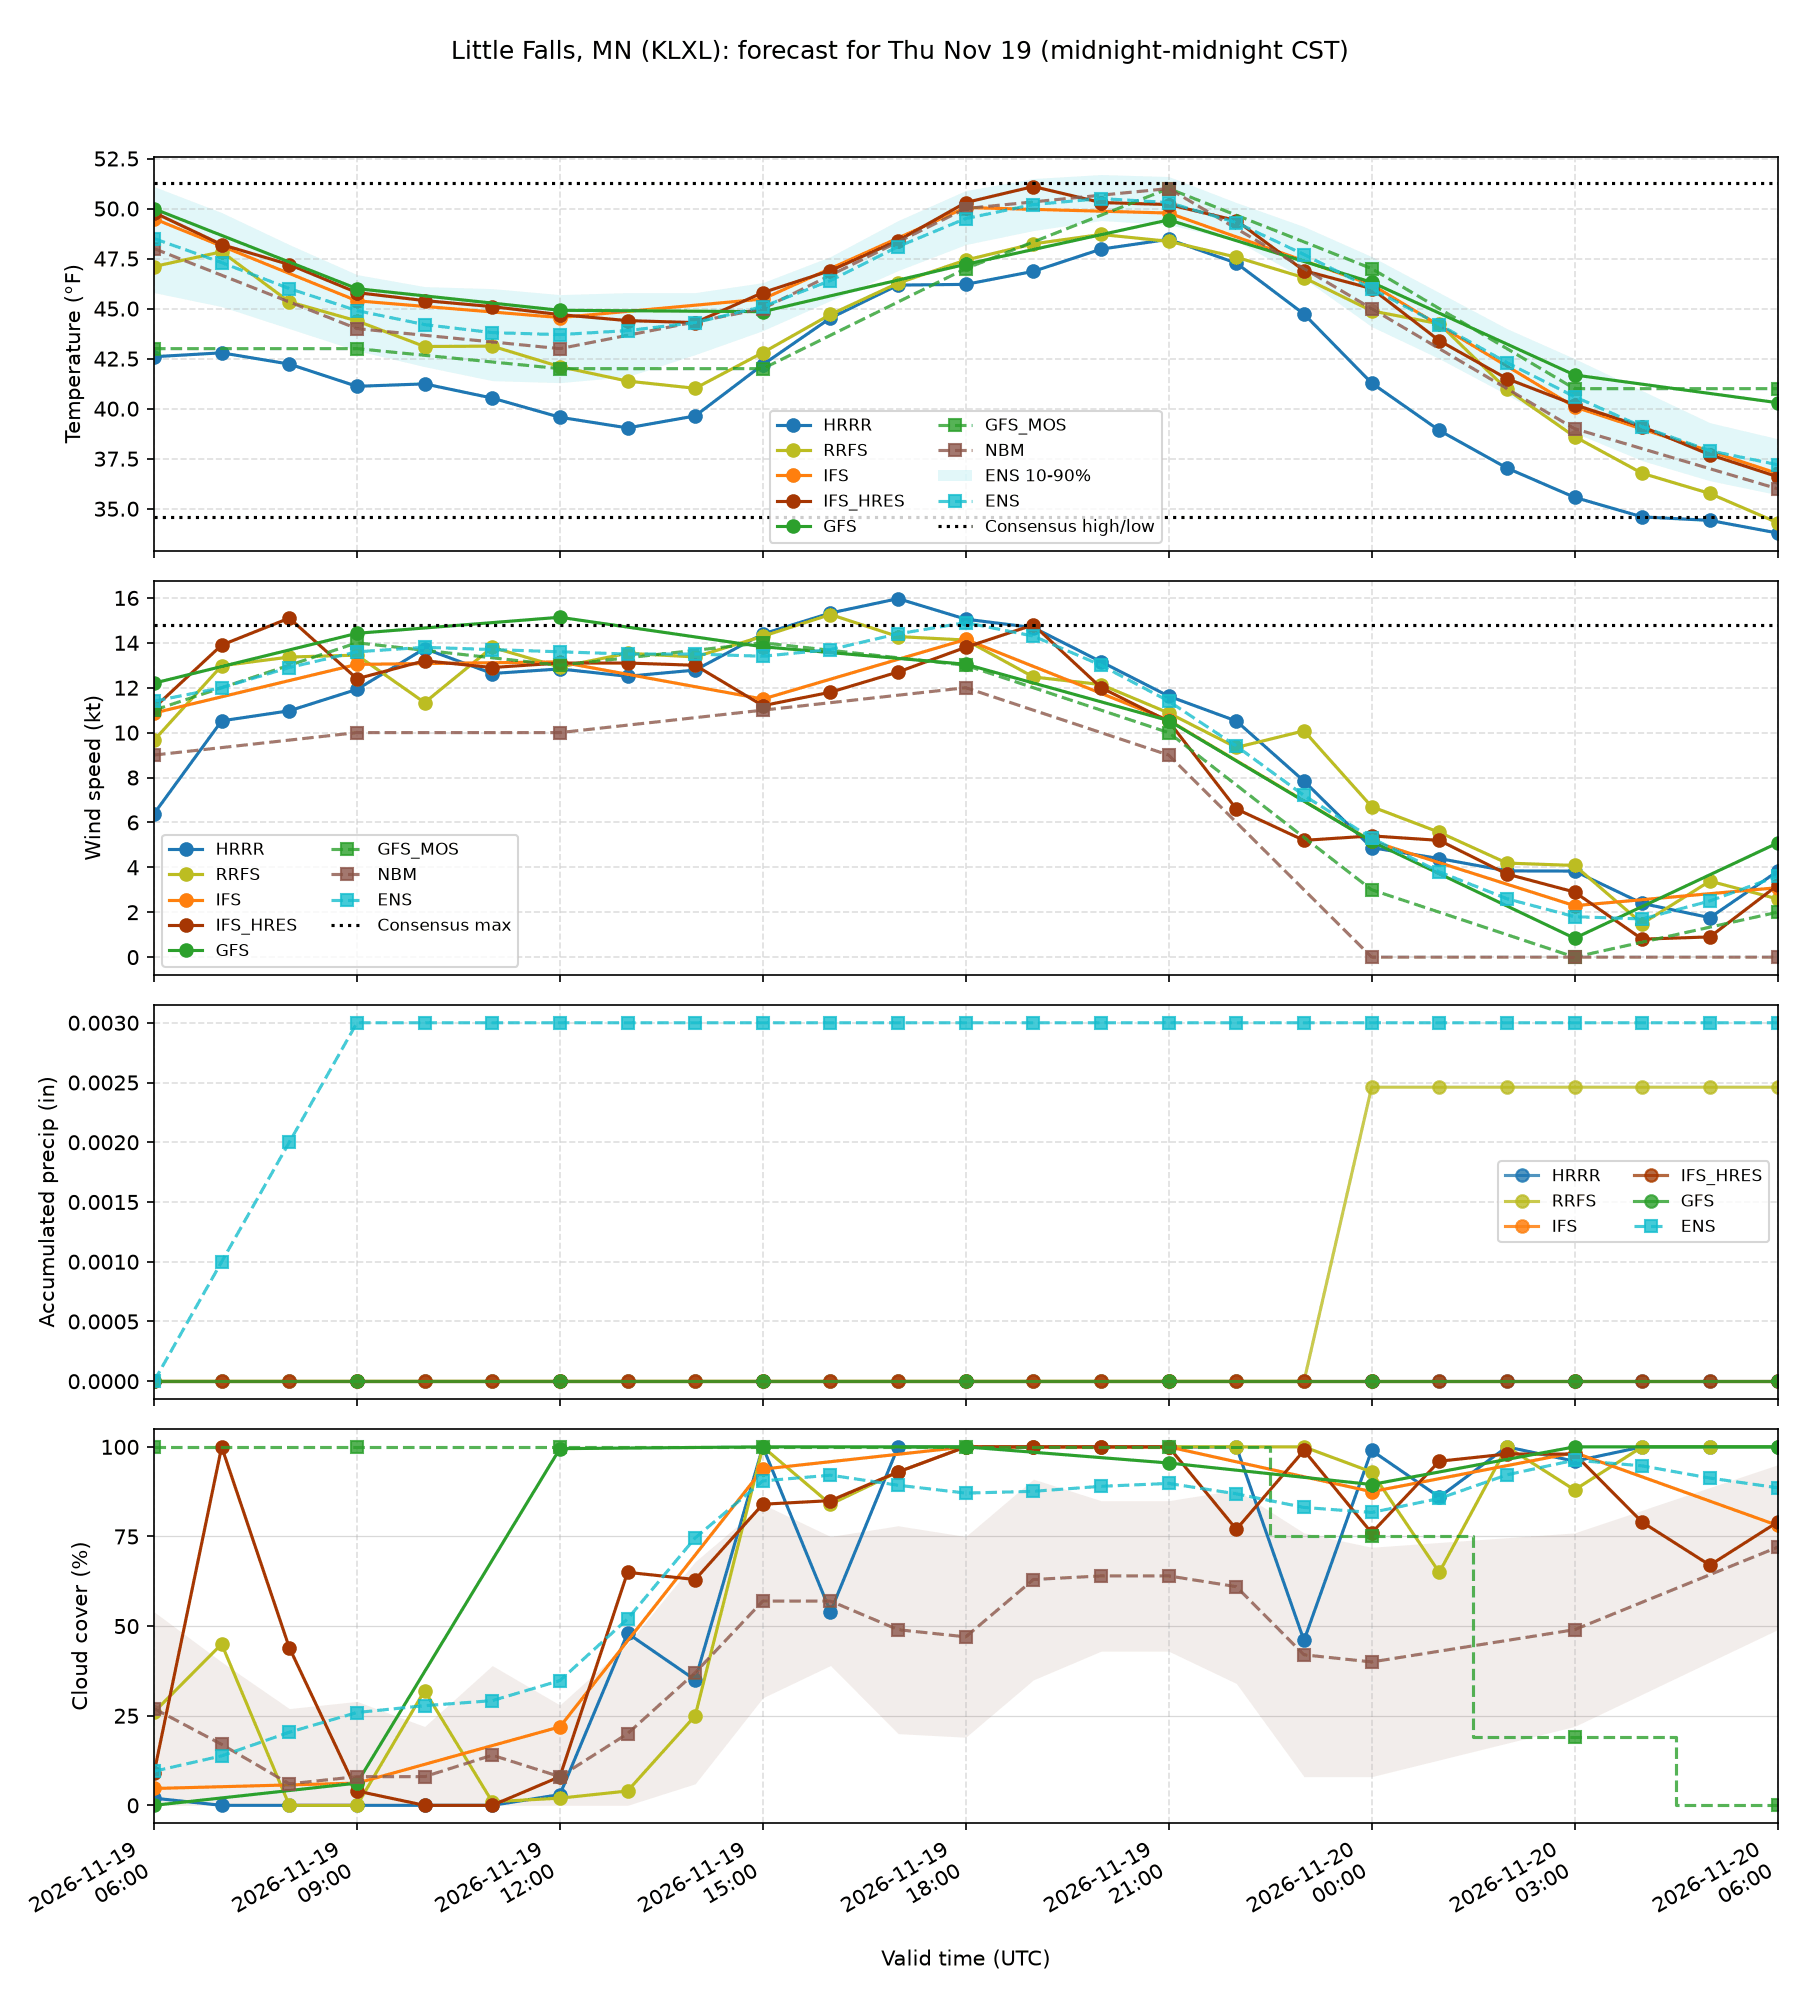 Little Falls, MN (KLXL): forecast for Thu Nov 19 (midnight-midnight CST)
52.5
50.0
47.5
45.0
42.5
40.0
37.5
35.0
Temperature (°F)
HRRR
RRFS
IFS
IFS_HRES
GFS
GFS_MOS
NBM
ENS 10-90%
ENS
Consensus high/low
16
14
12
10
8
6
4
2
0
Wind speed (kt)
HRRR
RRFS
IFS
IFS_HRES
GFS
GFS_MOS
NBM
ENS
Consensus max
0.0030
0.0025
0.0020
0.0015
0.0010
0.0005
0.0000
Accumulated precip (in)
HRRR
RRFS
IFS
IFS_HRES
GFS
ENS
100
75
50
25
0
Cloud cover (%)
2026-11-19
06:00
2026-11-19
09:00
2026-11-19
12:00
2026-11-19
15:00
2026-11-19
18:00
2026-11-19
21:00
2026-11-20
00:00
2026-11-20
03:00
2026-11-20
06:00
Valid time (UTC)